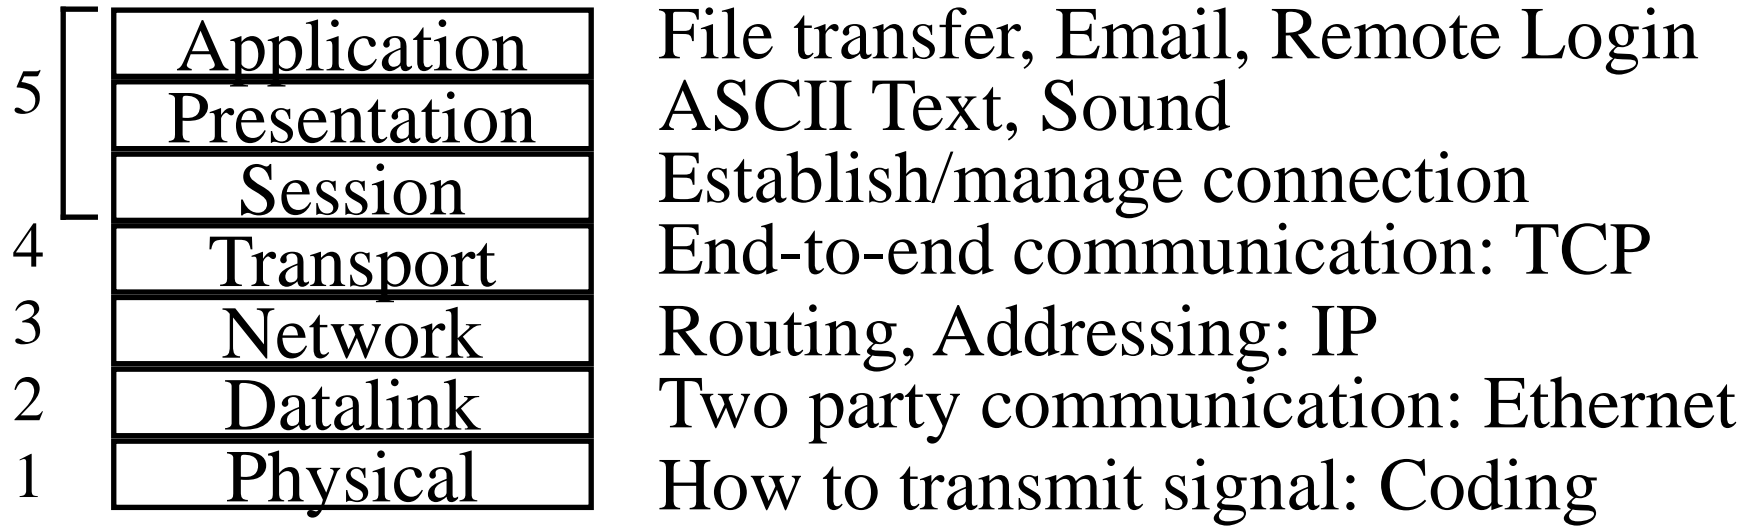 Application File transfer, Email, Remote Login
5
Presentation ASCII Text, Sound
Session Establish/manage connection
4 Transport End-to-end communication: TCP
3 Network Routing, Addressing: IP
2 Datalink Two party communication: Ethernet
1 Physical How to transmit signal: Coding